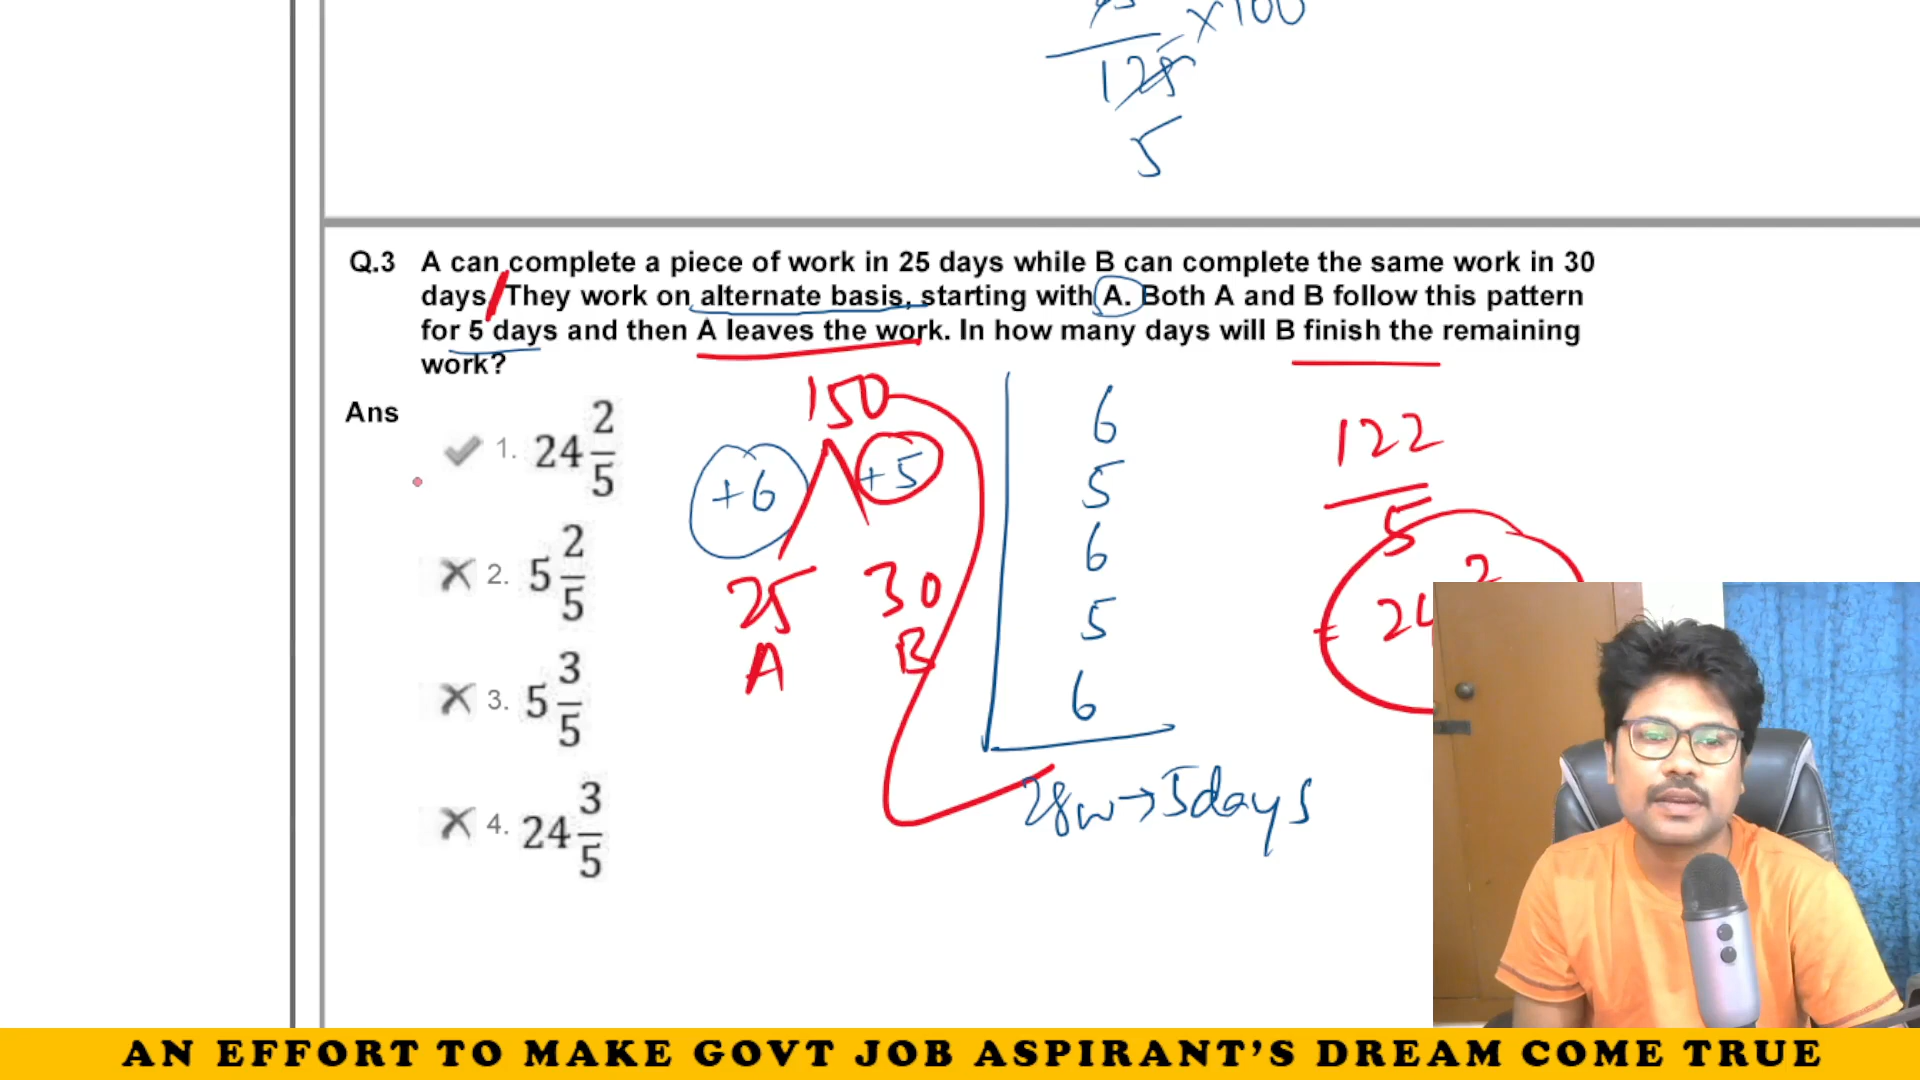 ×100
125
5
Q.3 A can complete a piece of work in 25 days while B can complete the same work in 30
days. They work on alternate basis, starting with A. Both A and B follow this pattern
for 5 days and then A leaves the work. In how many days will B finish the remaining
work?
Ans
1. 24 2/5
2. 5 2/5
3. 5 3/5
4. 24 3/5
150
+6 +5
25 30
A B
6
5
6
5
6
28w→5days
122
5
= 24 2
AN EFFORT TO MAKE GOVT JOB ASPIRANT'S DREAM COME TRUE